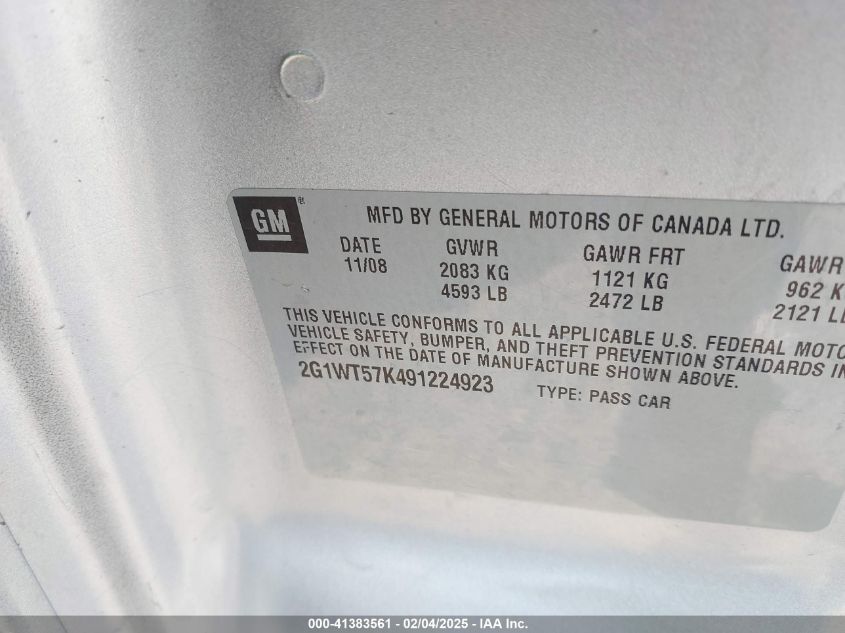 GM®
MFD BY GENERAL MOTORS OF CANADA LTD.
DATE GVWR GAWR FRT GAWR
11/08 2083 KG 1121 KG 962 K
4593 LB 2472 LB 2121 LB
THIS VEHICLE CONFORMS TO ALL APPLICABLE U.S. FEDERAL MOTO
VEHICLE SAFETY, BUMPER, AND THEFT PREVENTION STANDARDS IN
EFFECT ON THE DATE OF MANUFACTURE SHOWN ABOVE.
2G1WT57K491224923 TYPE: PASS CAR
000-41383561 - 02/04/2025 - IAA Inc.